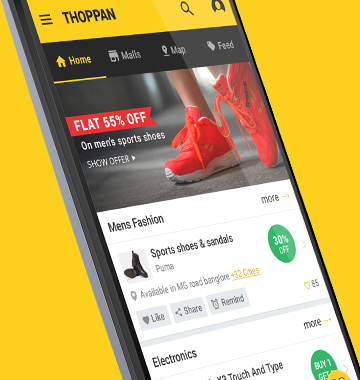 THOPPAN
Home Malls Map Feed
FLAT 55% OFF
On men's sports shoes
SHOW OFFER
Mens Fashion more
Sports shoes & sandals
Puma
30%
OFF
Available in MG road banglore +32 Cities
85
Like Share Remind
Electronics more
X3 Touch And Type
BUY 1
GET